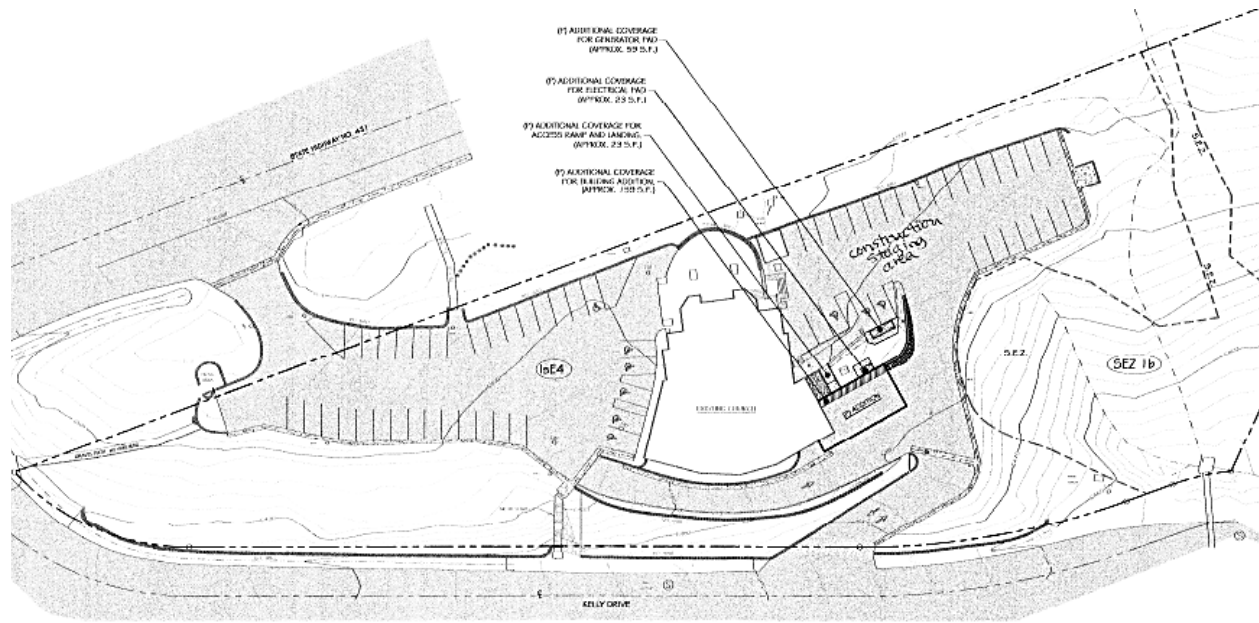 (P) ADDITIONAL COVERAGE
FOR GENERATOR PAD
(APPROX. 59 S.F.)
(P) ADDITIONAL COVERAGE
FOR ELECTRICAL PAD
(APPROX. 23 S.F.)
(P) ADDITIONAL COVERAGE FOR
ACCESS RAMP AND LANDING,
(APPROX. 23 S.F.)
(P) ADDITIONAL COVERAGE
FOR BUILDING ADDITION,
STATE HIGHWAY NO. 431
construction
staging
area
S.E.Z.
S.E.Z.
IsE4
S.E.Z.
SEZ 1b
EXISTING CHURCH
(P) ADDITION
KELLY DRIVE